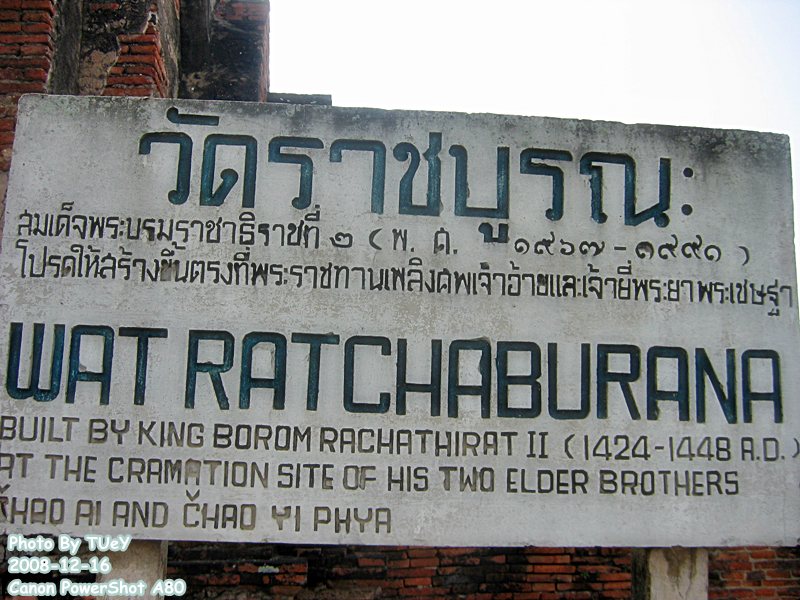 วัดราชบูรณะ
สมเด็จพระบรมราชาธิราชที่ ๒ ( พ. ศ. ๑๙๖๗ - ๑๙๙๑ )
โปรดให้สร้างขึ้นตรงที่พระราชทานเพลิงศพเจ้าอ้ายและเจ้ายี่พระยาพระเชษฐา
WAT RATCHABURANA
BUILT BY KING BOROM RACHATHIRAT II ( 1424-1448 A.D. )
AT THE CRAMATION SITE OF HIS TWO ELDER BROTHERS
ČHAO AI AND ČHAO YI PHYA
Photo By TUeY
2008-12-16
Canon PowerShot A80